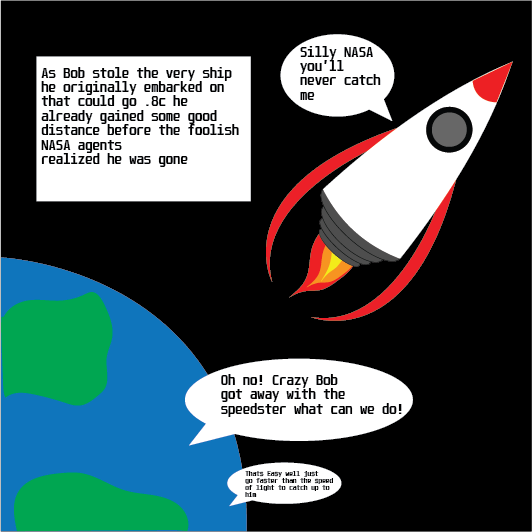 As Bob stole the very ship
he originally embarked on
that could go .8c he
already gained some good
distance before the foolish
NASA agents
realized he was gone
Silly NASA
you'll
never catch
me
Oh no! Crazy Bob
got away with the
speedster what can we do!
Thats Easy well just
go faster than the speed
of light to catch up to
him